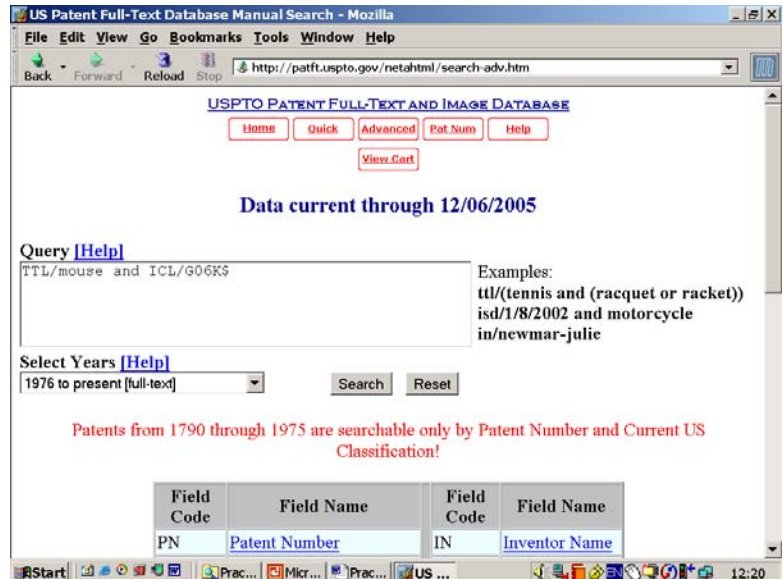 US Patent Full-Text Database Manual Search - Mozilla
File Edit View Go Bookmarks Tools Window Help
Back Forward Reload Stop http://patft.uspto.gov/netahtml/search-adv.htm
USPTO PATENT FULL-TEXT AND IMAGE DATABASE
Home Quick Advanced Pat Num Help
View Cart
Data current through 12/06/2005
Query [Help]
TTL/mouse and ICL/G06K$
Examples:
ttl/(tennis and (racquet or racket))
isd/1/8/2002 and motorcycle
in/newmar-julie
Select Years [Help]
1976 to present [full-text] Search Reset
Patents from 1790 through 1975 are searchable only by Patent Number and Current US
Classification!
Field Code Field Name Field Code Field Name
PN Patent Number IN Inventor Name
Start Prac... Micr... Prac... US ... 12:20